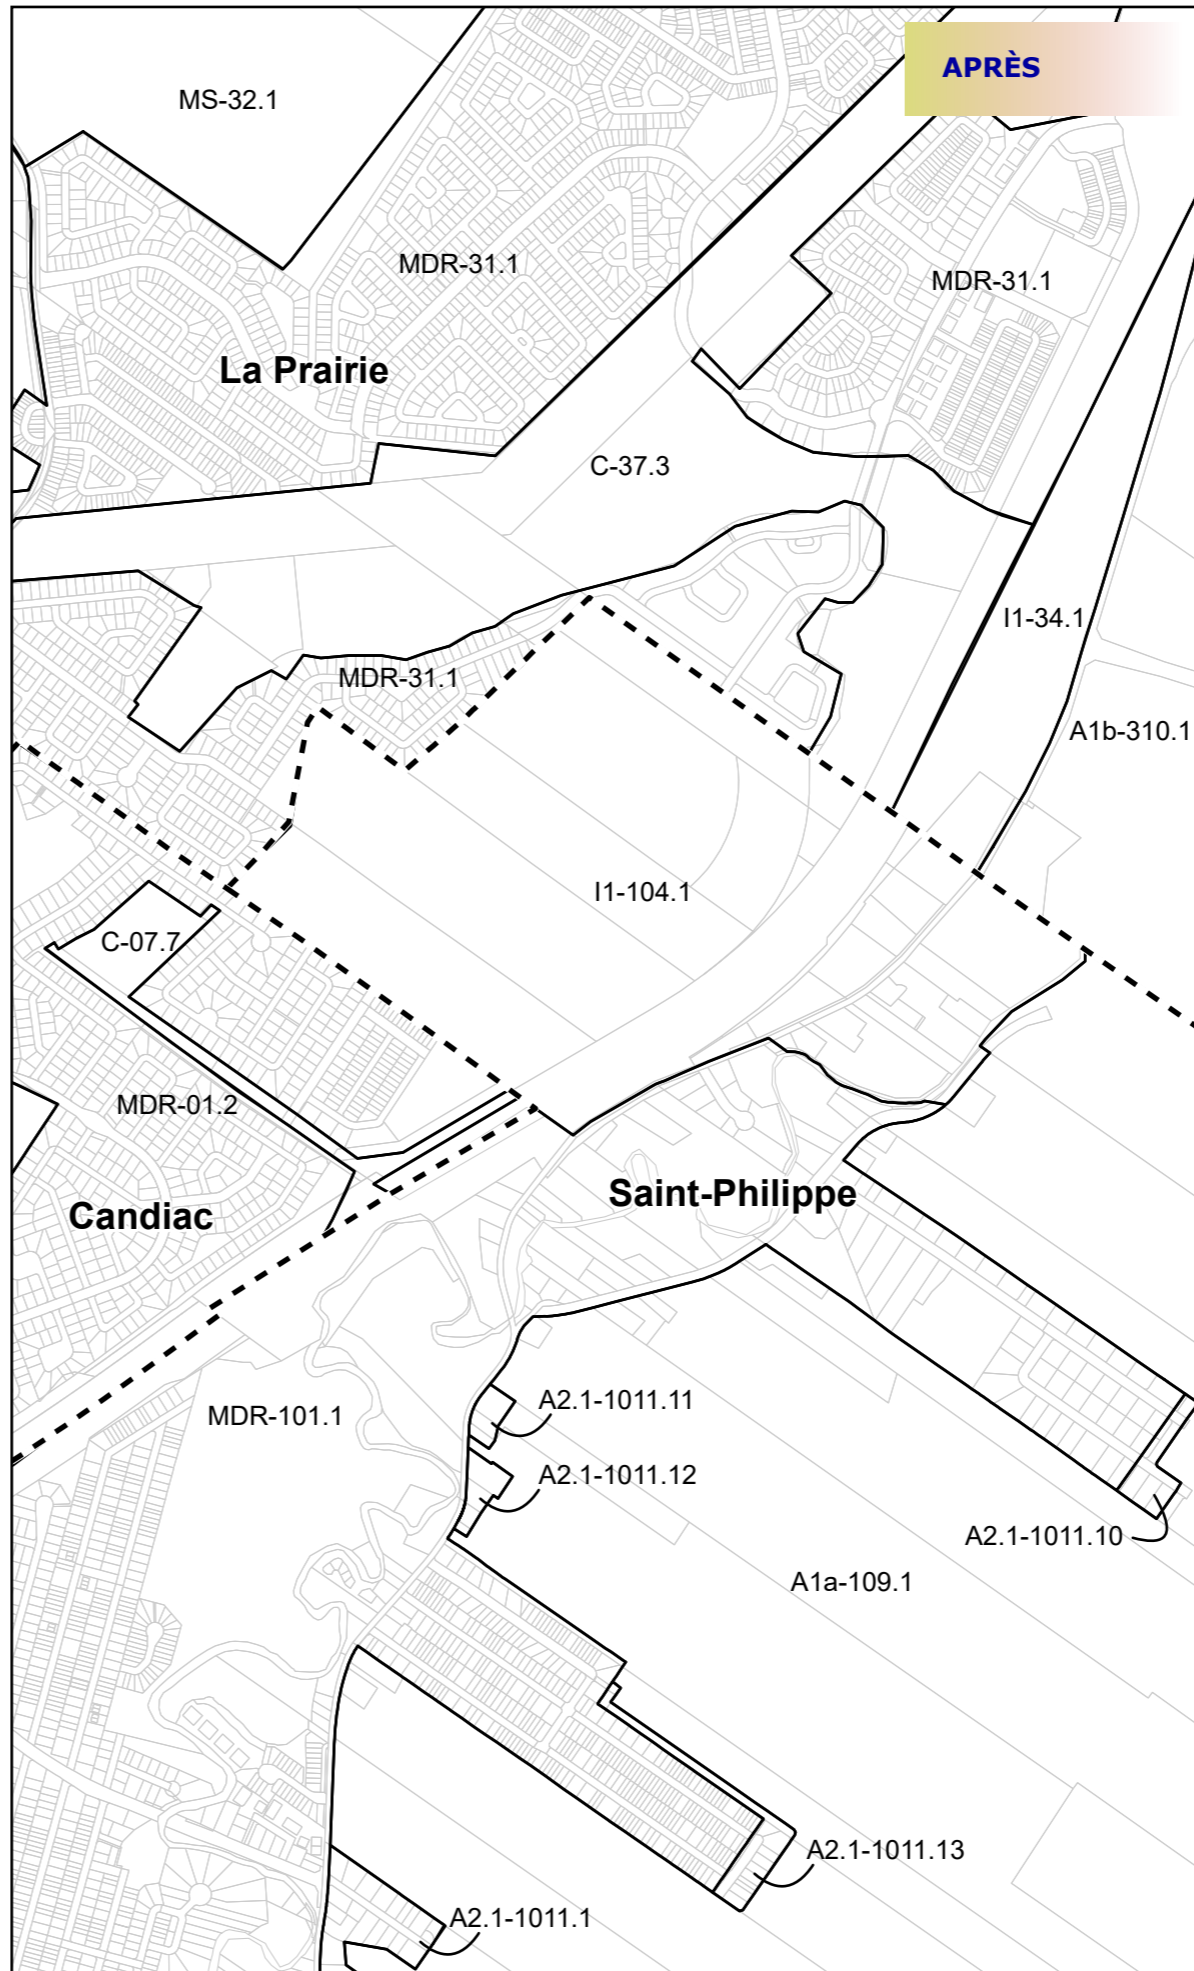 APRÈS
MS-32.1
MDR-31.1
MDR-31.1
La Prairie
C-37.3
I1-34.1
MDR-31.1
A1b-310.1
I1-104.1
C-07.7
MDR-01.2
Saint-Philippe
Candiac
A2.1-1011.11
MDR-101.1
A2.1-1011.12
A2.1-1011.10
A1a-109.1
A2.1-1011.13
A2.1-1011.1